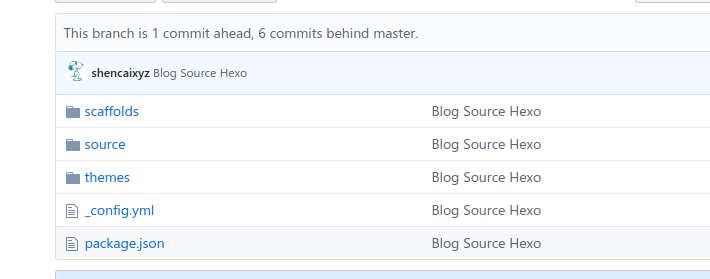 This branch is 1 commit ahead, 6 commits behind master.
shencaixyz Blog Source Hexo
scaffolds Blog Source Hexo
source Blog Source Hexo
themes Blog Source Hexo
_config.yml Blog Source Hexo
package.json Blog Source Hexo